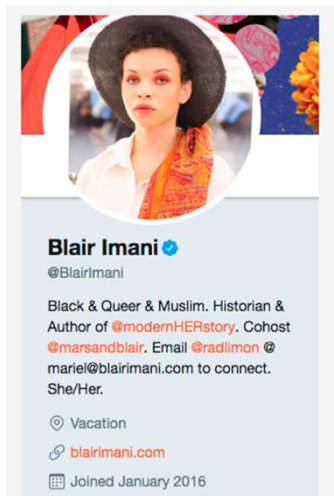 Blair Imani
@BlairImani
Black & Queer & Muslim. Historian &
Author of @modernHERstory. Cohost
@marsandblair. Email @radlimon @
mariel@blairimani.com to connect.
She/Her.
Vacation
blairimani.com
Joined January 2016